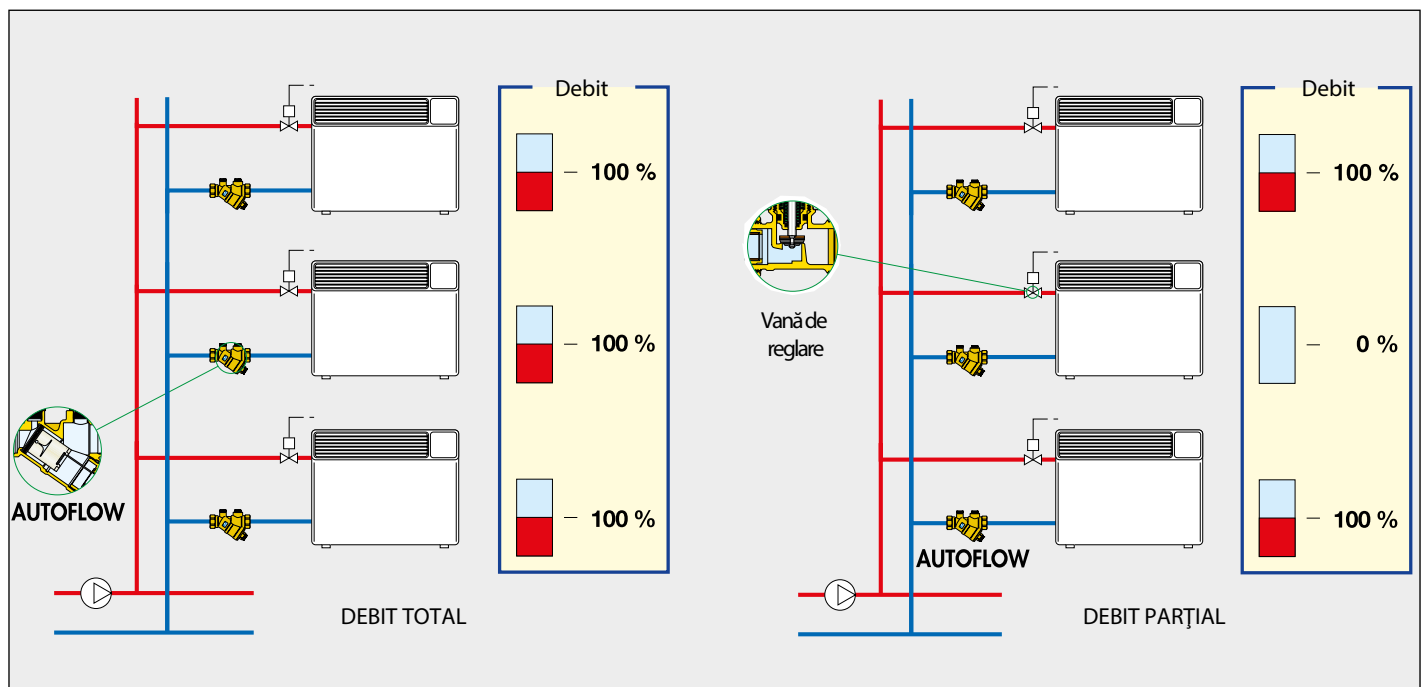 Debit
100 %
100 %
100 %
AUTOFLOW
DEBIT TOTAL
Debit
100 %
Vană de
reglare
0 %
100 %
AUTOFLOW
DEBIT PARŢIAL